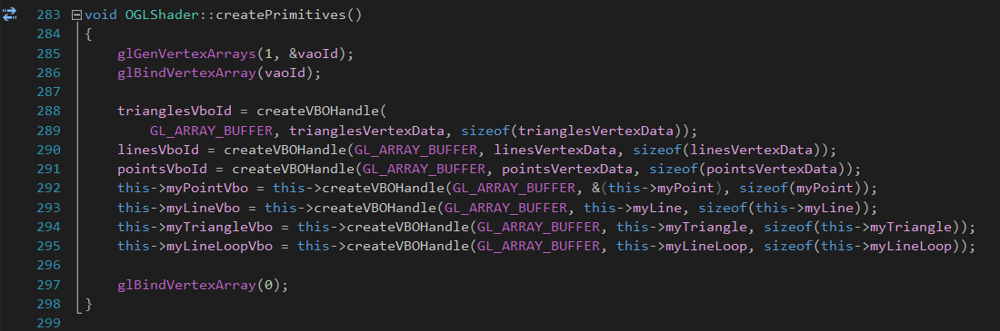 283 void OGLShader::createPrimitives()
284 {
285     glGenVertexArrays(1, &vaoId);
286     glBindVertexArray(vaoId);
287
288     trianglesVboId = createVBOHandle(
289         GL_ARRAY_BUFFER, trianglesVertexData, sizeof(trianglesVertexData));
290     linesVboId = createVBOHandle(GL_ARRAY_BUFFER, linesVertexData, sizeof(linesVertexData));
291     pointsVboId = createVBOHandle(GL_ARRAY_BUFFER, pointsVertexData, sizeof(pointsVertexData));
292     this->myPointVbo = this->createVBOHandle(GL_ARRAY_BUFFER, &(this->myPoint), sizeof(myPoint));
293     this->myLineVbo = this->createVBOHandle(GL_ARRAY_BUFFER, this->myLine, sizeof(this->myLine));
294     this->myTriangleVbo = this->createVBOHandle(GL_ARRAY_BUFFER, this->myTriangle, sizeof(this->myTriangle));
295     this->myLineLoopVbo = this->createVBOHandle(GL_ARRAY_BUFFER, this->myLineLoop, sizeof(this->myLineLoop));
296
297     glBindVertexArray(0);
298 }
299